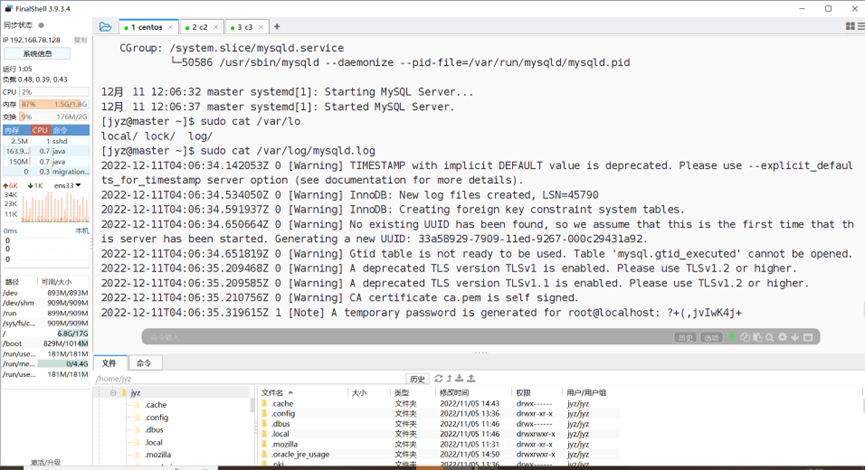 FinalShell 3.9.3.4
同步状态
1 centos
2 c2
3 c3
IP 192.168.78.128
复制
系统信息
运行 1:05
负载 0.48, 0.39, 0.43
CPU 2%
内存 87% 1.5G/1.8G
交换 9% 176M/2G
内存 CPU 命令
2.5M 1 sshd
163.9... 0.7 java
150M 0.7 java
0 0.3 migration...
6K 1K ens33
34K
23K
11K
0ms 本机
0
0
0
路径 可用/大小
/dev 893M/893M
/dev/shm 909M/909M
/run 899M/909M
/sys/fs/c... 909M/909M
/ 6.8G/17G
/boot 829M/1014M
/run/use... 181M/181M
/run/me... 0/4.4G
/run/use... 181M/181M
激活/升级
CGroup: /system.slice/mysqld.service
└─50586 /usr/sbin/mysqld --daemonize --pid-file=/var/run/mysqld/mysqld.pid
12月 11 12:06:32 master systemd[1]: Starting MySQL Server...
12月 11 12:06:37 master systemd[1]: Started MySQL Server.
[jyz@master ~]$ sudo cat /var/lo
local/ lock/ log/
[jyz@master ~]$ sudo cat /var/log/mysqld.log
2022-12-11T04:06:34.142053Z 0 [Warning] TIMESTAMP with implicit DEFAULT value is deprecated. Please use --explicit_defaul
ts_for_timestamp server option (see documentation for more details).
2022-12-11T04:06:34.534050Z 0 [Warning] InnoDB: New log files created, LSN=45790
2022-12-11T04:06:34.591937Z 0 [Warning] InnoDB: Creating foreign key constraint system tables.
2022-12-11T04:06:34.650664Z 0 [Warning] No existing UUID has been found, so we assume that this is the first time that th
is server has been started. Generating a new UUID: 33a58929-7909-11ed-9267-000c29431a92.
2022-12-11T04:06:34.651819Z 0 [Warning] Gtid table is not ready to be used. Table 'mysql.gtid_executed' cannot be opened.
2022-12-11T04:06:35.209468Z 0 [Warning] A deprecated TLS version TLSv1 is enabled. Please use TLSv1.2 or higher.
2022-12-11T04:06:35.209585Z 0 [Warning] A deprecated TLS version TLSv1.1 is enabled. Please use TLSv1.2 or higher.
2022-12-11T04:06:35.210756Z 0 [Warning] CA certificate ca.pem is self signed.
2022-12-11T04:06:35.319615Z 1 [Note] A temporary password is generated for root@localhost: ?+(,jvIwK4j+
命令输入
历史
文件 命令
/home/jyz
历史
jyz
.cache
.config
.dbus
.local
.mozilla
文件名 大小 类型 修改时间 权限 用户/用户组
.cache 文件夹 2022/11/05 14:43 drwx------ jyz/jyz
.config 文件夹 2022/11/05 13:36 drwxr-xr-x jyz/jyz
.dbus 文件夹 2022/11/05 11:46 drwx------ jyz/jyz
.local 文件夹 2022/11/05 11:46 drwxrwxr-x jyz/jyz
.mozilla 文件夹 2022/11/05 11:31 drwxr-xr-x jyz/jyz
.oracle_jre_usage 文件夹 2022/11/05 14:50 drwxrwxr-x jyz/jyz
.pki 文件夹 2022/11/05 13:36 drwx------ jyz/jyz